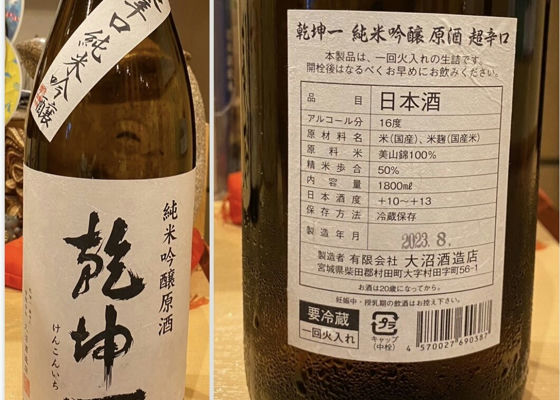 辛口 純米吟醸
純米吟醸原酒
乾坤一
けんこんいち
乾坤一 純米吟醸 原酒 超辛口
本製品は、一回火入れの生詰です。
開栓後はなるべくお早めにお飲みください。
品目 日本酒
アルコール分 16度
原材料名 米(国産)、米麹(国産米)
原料米 美山錦100%
精米歩合 50%
内容量 1800㎖
日本酒度 +10~+13
保存方法 冷蔵保存
製造年月 2023.8.
製造者 有限会社 大沼酒造店
宮城県柴田郡村田町大字村田字町56-1
お酒は20歳になってから。
妊娠中・授乳期の飲酒はお控え下さい。
要冷蔵
一回火入れ
プラ
キャップ
(中栓)
4 570027 690387